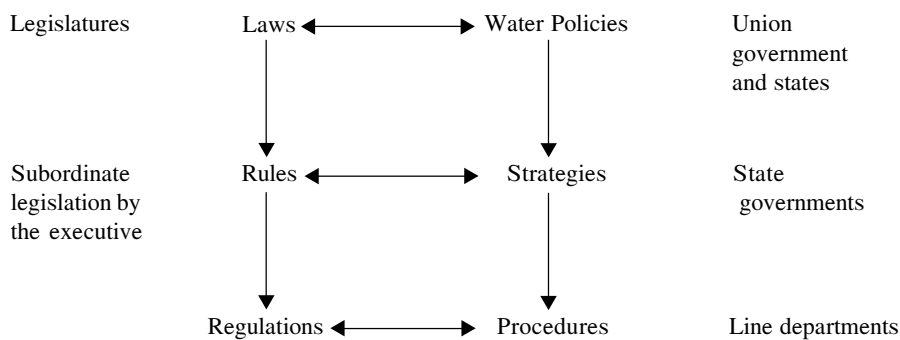 Legislatures Laws Water Policies Union
government
and states
Subordinate Rules Strategies State
legislation by governments
the executive
Regulations Procedures Line departments